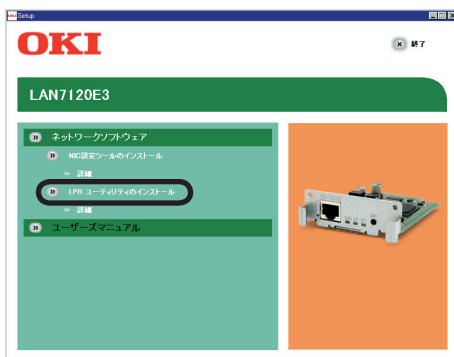 Setup
OKI
終了
LAN7120E3
ネットワークソフトウェア
NIC設定ツールのインストール
詳細
LPR ユーティリティのインストール
詳細
ユーザーズマニュアル